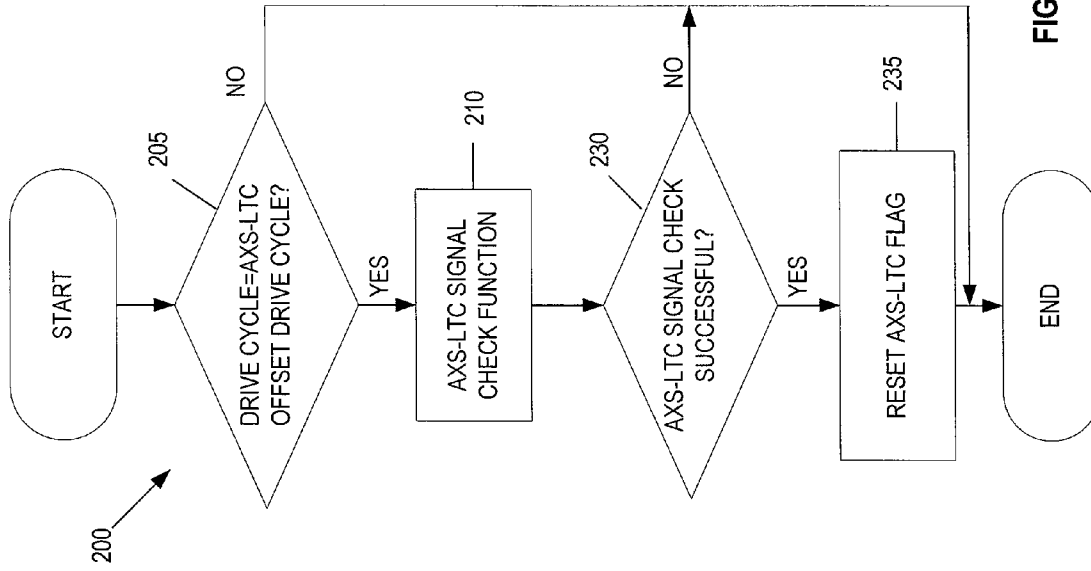 200
START
205
DRIVE CYCLE=AXS-LTC
OFFSET DRIVE CYCLE?
NO
YES
210
AXS-LTC SIGNAL
CHECK FUNCTION
230
AXS-LTC SIGNAL CHECK
SUCCESSFUL?
NO
YES
235
RESET AXS-LTC FLAG
END
FIG